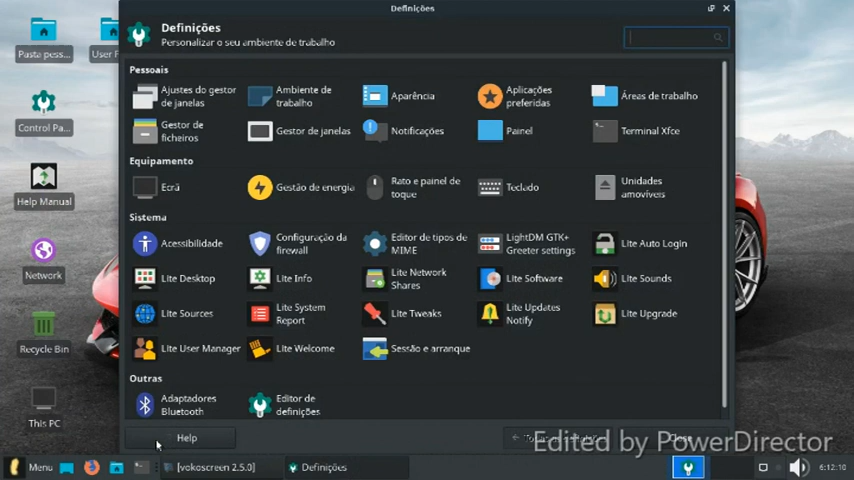 Definições
Definições
Personalizar o seu ambiente de trabalho
Pasta pess...
User F
Control Pa...
Help Manual
Network
Recycle Bin
This PC
Pessoais
Ajustes do gestor
de janelas
Ambiente de
trabalho
Aparência
Aplicações
preferidas
Áreas de trabalho
Gestor de
ficheiros
Gestor de janelas
Notificações
Painel
Terminal Xfce
Equipamento
Ecrã
Gestão de energia
Rato e painel de
toque
Teclado
Unidades
amovíveis
Sistema
Acessibilidade
Configuração da
firewall
Editor de tipos de
MIME
LightDM GTK+
Greeter settings
Lite Auto Login
Lite Desktop
Lite Info
Lite Network
Shares
Lite Software
Lite Sounds
Lite Sources
Lite System
Report
Lite Tweaks
Lite Updates
Notify
Lite Upgrade
Lite User Manager
Lite Welcome
Sessão e arranque
Outras
Adaptadores
Bluetooth
Editor de
definições
Help
Close
Edited by PowerDirector
Menu
[vokoscreen 2.5.0]
Definições
6:12:10